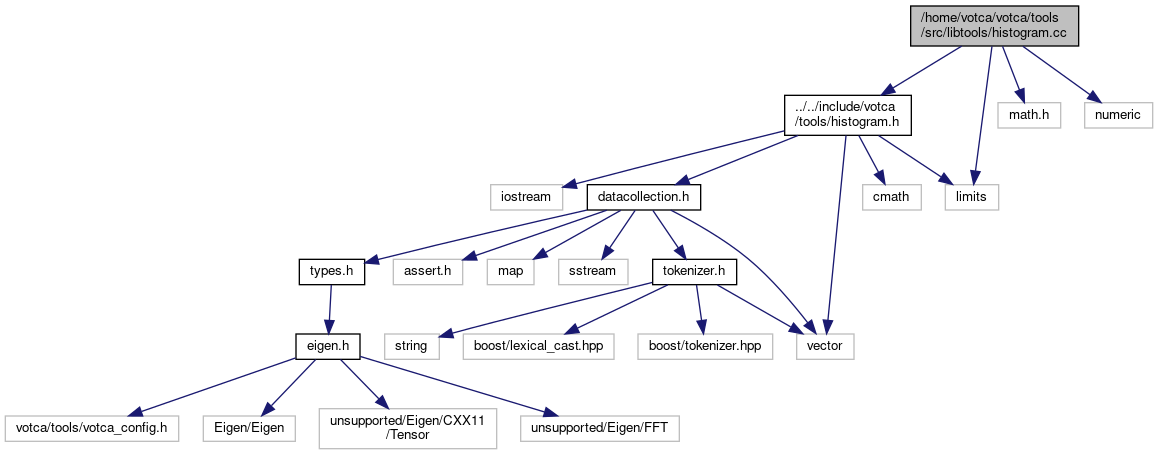 /home/votca/votca/tools
/src/libtools/histogram.cc
../../include/votca
/tools/histogram.h
math.h
numeric
iostream
datacollection.h
cmath
limits
types.h
assert.h
map
sstream
tokenizer.h
eigen.h
string
boost/lexical_cast.hpp
boost/tokenizer.hpp
vector
votca/tools/votca_config.h
Eigen/Eigen
unsupported/Eigen/CXX11
/Tensor
unsupported/Eigen/FFT